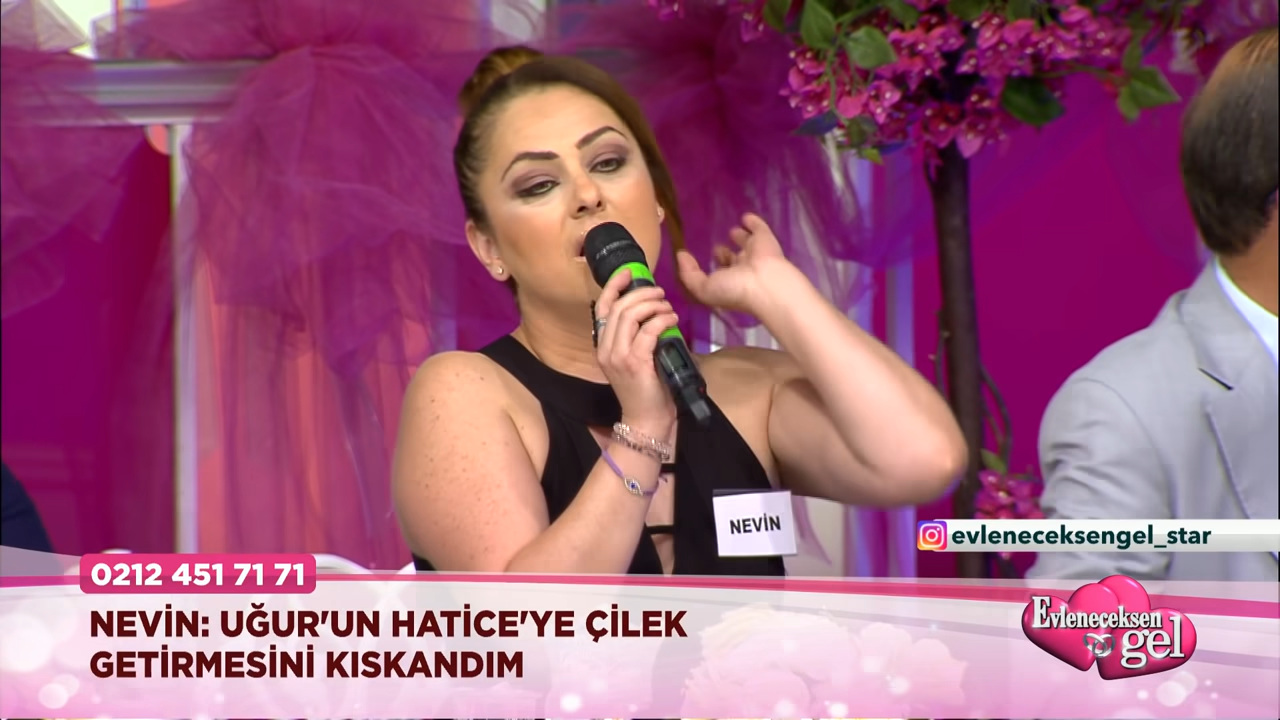 NEVİN
evleneceksengel_star
0212 451 71 71
NEVİN: UĞUR'UN HATİCE'YE ÇİLEK
GETİRMESİNİ KISKANDIM
Evleneceksen
gel